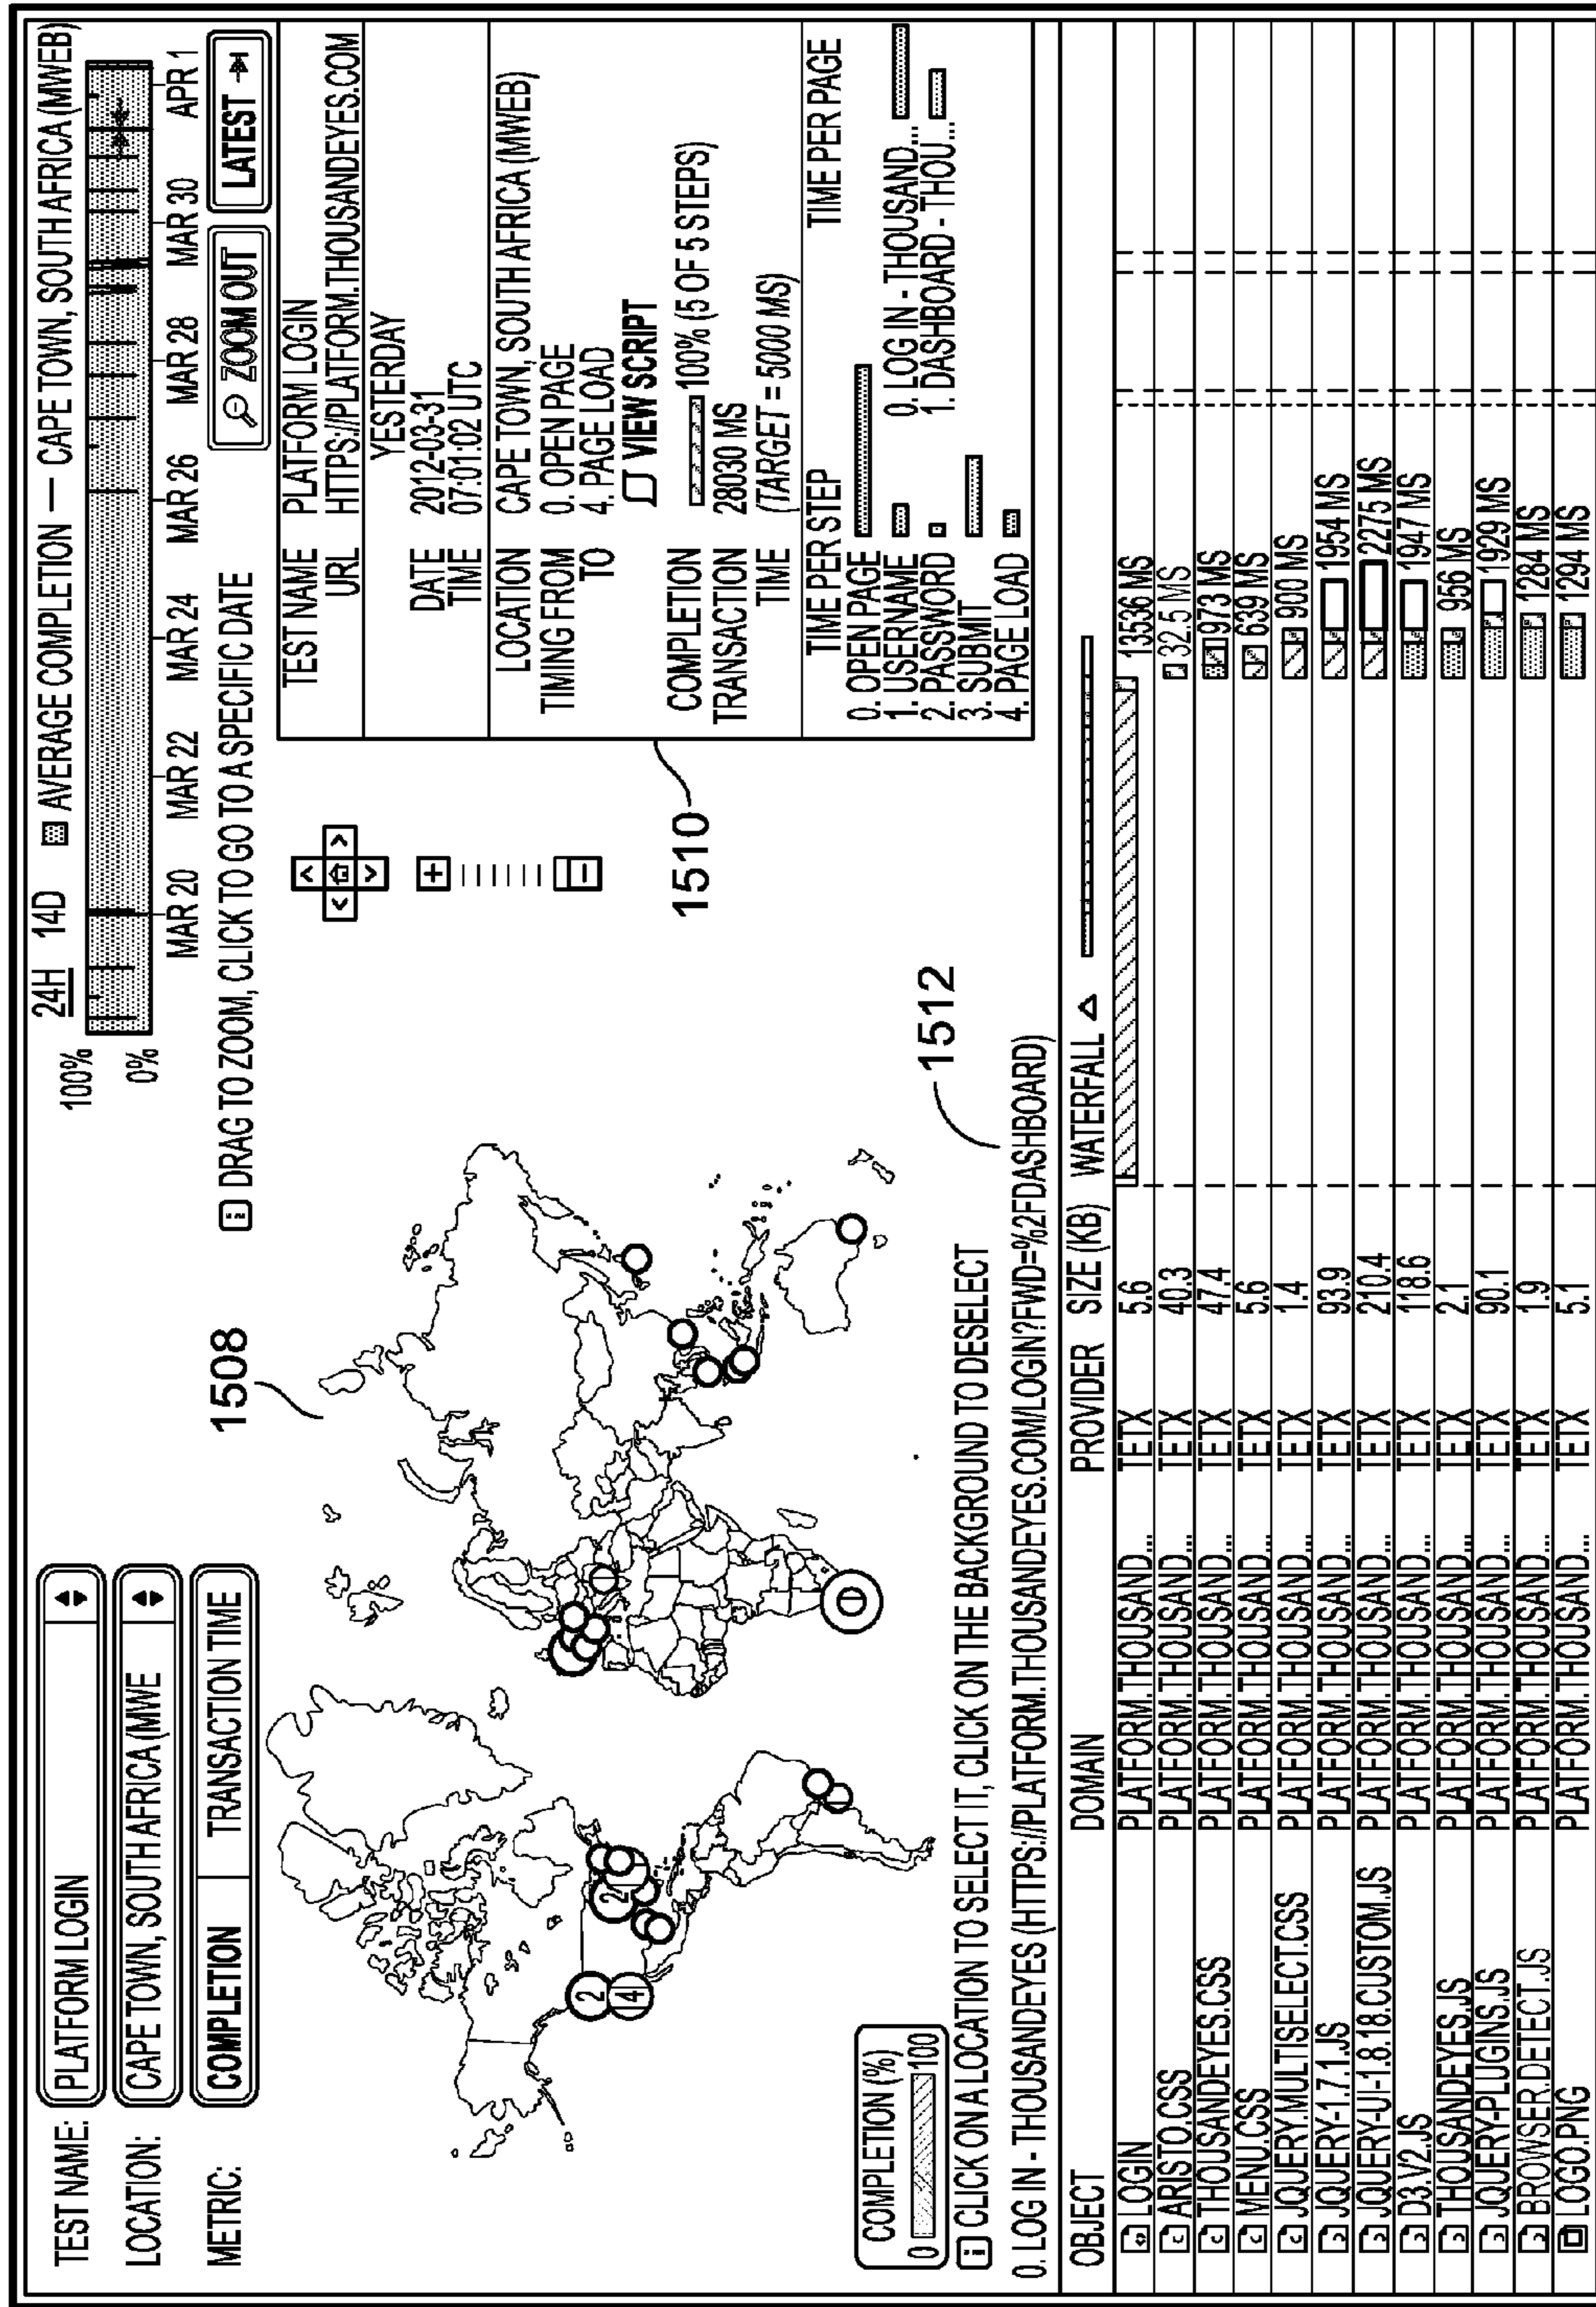 TEST NAME: PLATFORM LOGIN
LOCATION: CAPE TOWN, SOUTH AFRICA (MWE
METRIC: COMPLETION TRANSACTION TIME
24H 14D AVERAGE COMPLETION — CAPE TOWN, SOUTH AFRICA (MWEB)
100%
0%
MAR 20 MAR 22 MAR 24 MAR 26 MAR 28 MAR 30 APR 1
i DRAG TO ZOOM, CLICK TO GO TO A SPECIFIC DATE
ZOOM OUT LATEST
1508
2
14
2
1
COMPLETION (%)
0 100
i CLICK ON A LOCATION TO SELECT IT, CLICK ON THE BACKGROUND TO DESELECT
TEST NAME PLATFORM LOGIN
URL HTTPS://PLATFORM.THOUSANDEYES.COM
YESTERDAY
DATE 2012-03-31
TIME 07:01:02 UTC
LOCATION CAPE TOWN, SOUTH AFRICA (MWEB)
TIMING FROM 0. OPEN PAGE
TO 4. PAGE LOAD
VIEW SCRIPT
COMPLETION 100% (5 OF 5 STEPS)
TRANSACTION 28030 MS
TIME (TARGET = 5000 MS)
TIME PER STEP TIME PER PAGE
0. OPEN PAGE 0. LOG IN - THOUSAND...
1. USERNAME 1. DASHBOARD - THOU...
2. PASSWORD
3. SUBMIT
4. PAGE LOAD
1510
1512
0. LOG IN - THOUSANDEYES (HTTPS://PLATFORM.THOUSANDEYES.COM/LOGIN?FWD=%2FDASHBOARD)
OBJECT DOMAIN PROVIDER SIZE (KB) WATERFALL
LOGIN PLATFORM.THOUSAND... TETX 5.6 13536 MS
ARISTO.CSS PLATFORM.THOUSAND... TETX 40.3 32.5 MS
THOUSANDEYES.CSS PLATFORM.THOUSAND... TETX 47.4 973 MS
MENU.CSS PLATFORM.THOUSAND... TETX 5.6 639 MS
JQUERY.MULTISELECT.CSS PLATFORM.THOUSAND... TETX 1.4 900 MS
JQUERY-1.7.1.JS PLATFORM.THOUSAND... TETX 93.9 1954 MS
JQUERY-UI-1.8.18.CUSTOM.JS PLATFORM.THOUSAND... TETX 210.4 2275 MS
D3.V2.JS PLATFORM.THOUSAND... TETX 118.6 1947 MS
THOUSANDEYES.JS PLATFORM.THOUSAND... TETX 2.1 956 MS
JQUERY-PLUGINS.JS PLATFORM.THOUSAND... TETX 90.1 1929 MS
BROWSER.DETECT.JS PLATFORM.THOUSAND... TETX 1.9 1284 MS
LOGO.PNG PLATFORM.THOUSAND... TETX 5.1 1294 MS